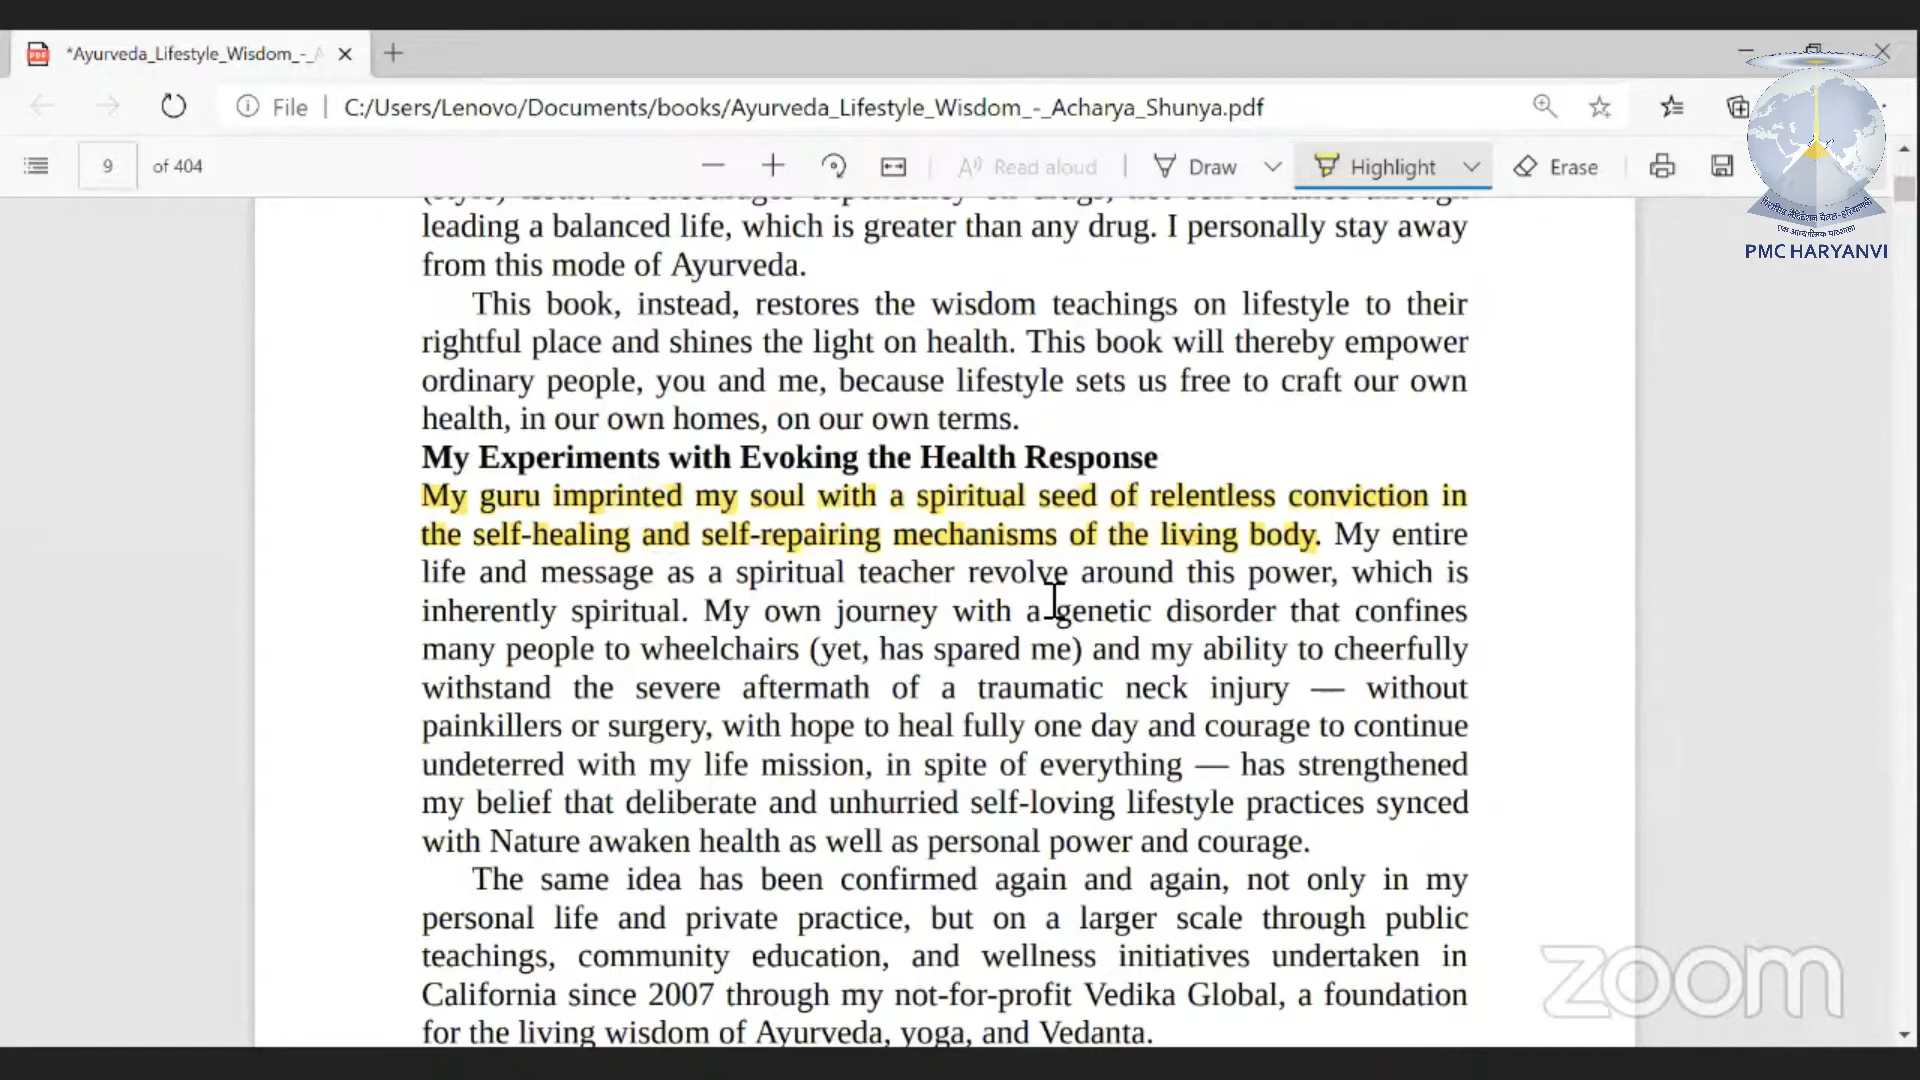 *Ayurveda_Lifestyle_Wisdom_-_A
File | C:/Users/Lenovo/Documents/books/Ayurveda_Lifestyle_Wisdom_-_Acharya_Shunya.pdf
9 of 404 Read aloud Draw Highlight Erase
PMC HARYANVI
leading a balanced life, which is greater than any drug. I personally stay away
from this mode of Ayurveda.
This book, instead, restores the wisdom teachings on lifestyle to their
rightful place and shines the light on health. This book will thereby empower
ordinary people, you and me, because lifestyle sets us free to craft our own
health, in our own homes, on our own terms.
My Experiments with Evoking the Health Response
My guru imprinted my soul with a spiritual seed of relentless conviction in
the self-healing and self-repairing mechanisms of the living body. My entire
life and message as a spiritual teacher revolve around this power, which is
inherently spiritual. My own journey with a genetic disorder that confines
many people to wheelchairs (yet, has spared me) and my ability to cheerfully
withstand the severe aftermath of a traumatic neck injury — without
painkillers or surgery, with hope to heal fully one day and courage to continue
undeterred with my life mission, in spite of everything — has strengthened
my belief that deliberate and unhurried self-loving lifestyle practices synced
with Nature awaken health as well as personal power and courage.
The same idea has been confirmed again and again, not only in my
personal life and private practice, but on a larger scale through public
teachings, community education, and wellness initiatives undertaken in
California since 2007 through my not-for-profit Vedika Global, a foundation
for the living wisdom of Ayurveda, yoga, and Vedanta.
zoom